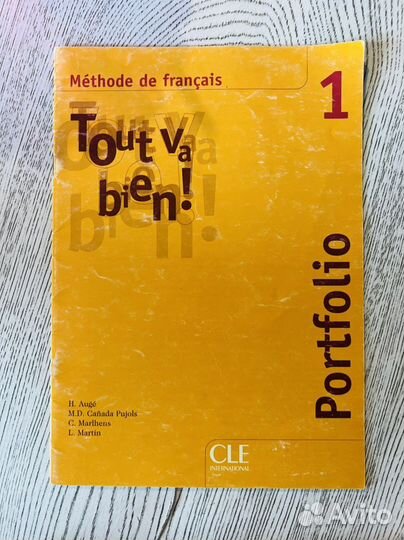 Méthode de français
1
Tout va
bien!
Portfolio
H. Augé
M.D. Cañada Pujols
C. Marlhens
L. Martin
CLE
INTERNATIONAL
Avito